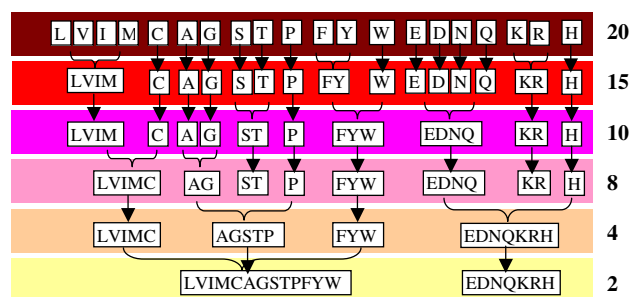 L V I M C A G S T P F Y W E D N Q K R H 20
LVIM C A G S T P FY W E D N Q KR H 15
LVIM C A G ST P FYW EDNQ KR H 10
LVIMC AG ST P FYW EDNQ KR H 8
LVIMC AGSTP FYW EDNQKRH 4
LVIMCAGSTPFYW EDNQKRH 2